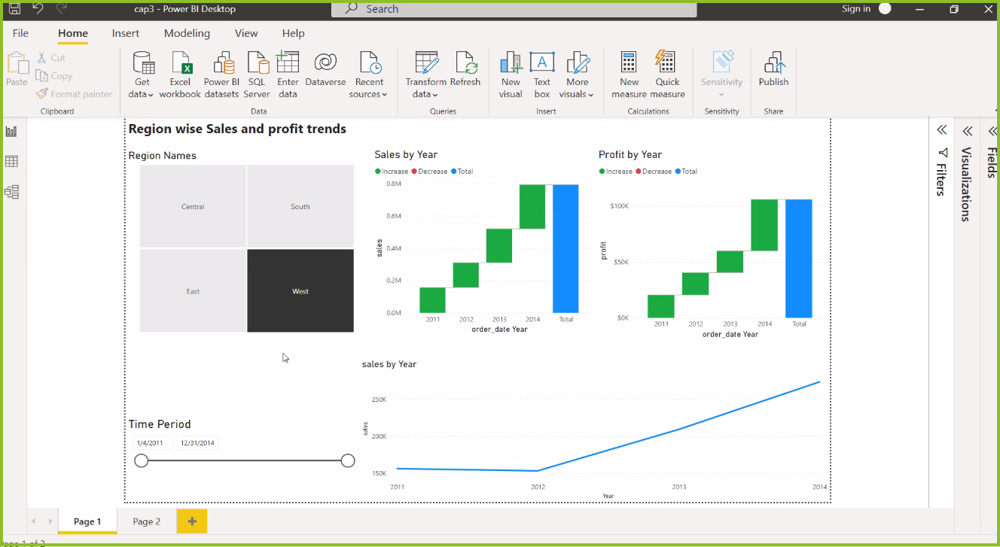 cap3 - Power BI Desktop
Search
Sign in
File
Home
Insert
Modeling
View
Help
Paste
Cut
Copy
Format painter
Clipboard
Get data
Excel workbook
Power BI datasets
SQL Server
Enter data
Dataverse
Recent sources
Data
Transform data
Refresh
Queries
New visual
Text box
More visuals
Insert
New measure
Quick measure
Calculations
Sensitivity
Sensitivity
Publish
Share
Region wise Sales and profit trends
Region Names
Central
South
East
West
Sales by Year
Increase
Decrease
Total
0.8M
0.6M
0.4M
0.2M
0.0M
sales
2011
2012
2013
2014
Total
order_date Year
Profit by Year
Increase
Decrease
Total
$100K
$50K
$0K
profit
2011
2012
2013
2014
Total
order_date Year
sales by Year
250K
200K
150K
sales
2011
2012
2013
2014
Year
Time Period
1/4/2011
12/31/2014
Filters
Visualizations
Fields
Page 1
Page 2
Page 1 of 2